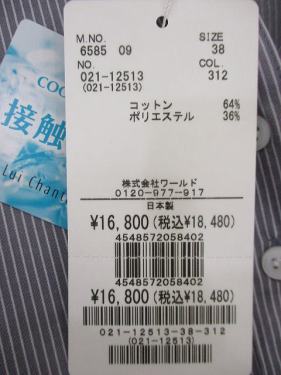 M.NO. SIZE
6585 09 38
NO. COL.
021-12513 312
(021-12513)
コットン 64%
ポリエステル 36%
株式会社ワールド
0120-977-917
日本製
¥16,800(税込¥18,480)
4548572058402
4548572058402
¥16,800(税込¥18,480)
021-12513-38-312
(021-12513)
COO
接触
Lui Chant